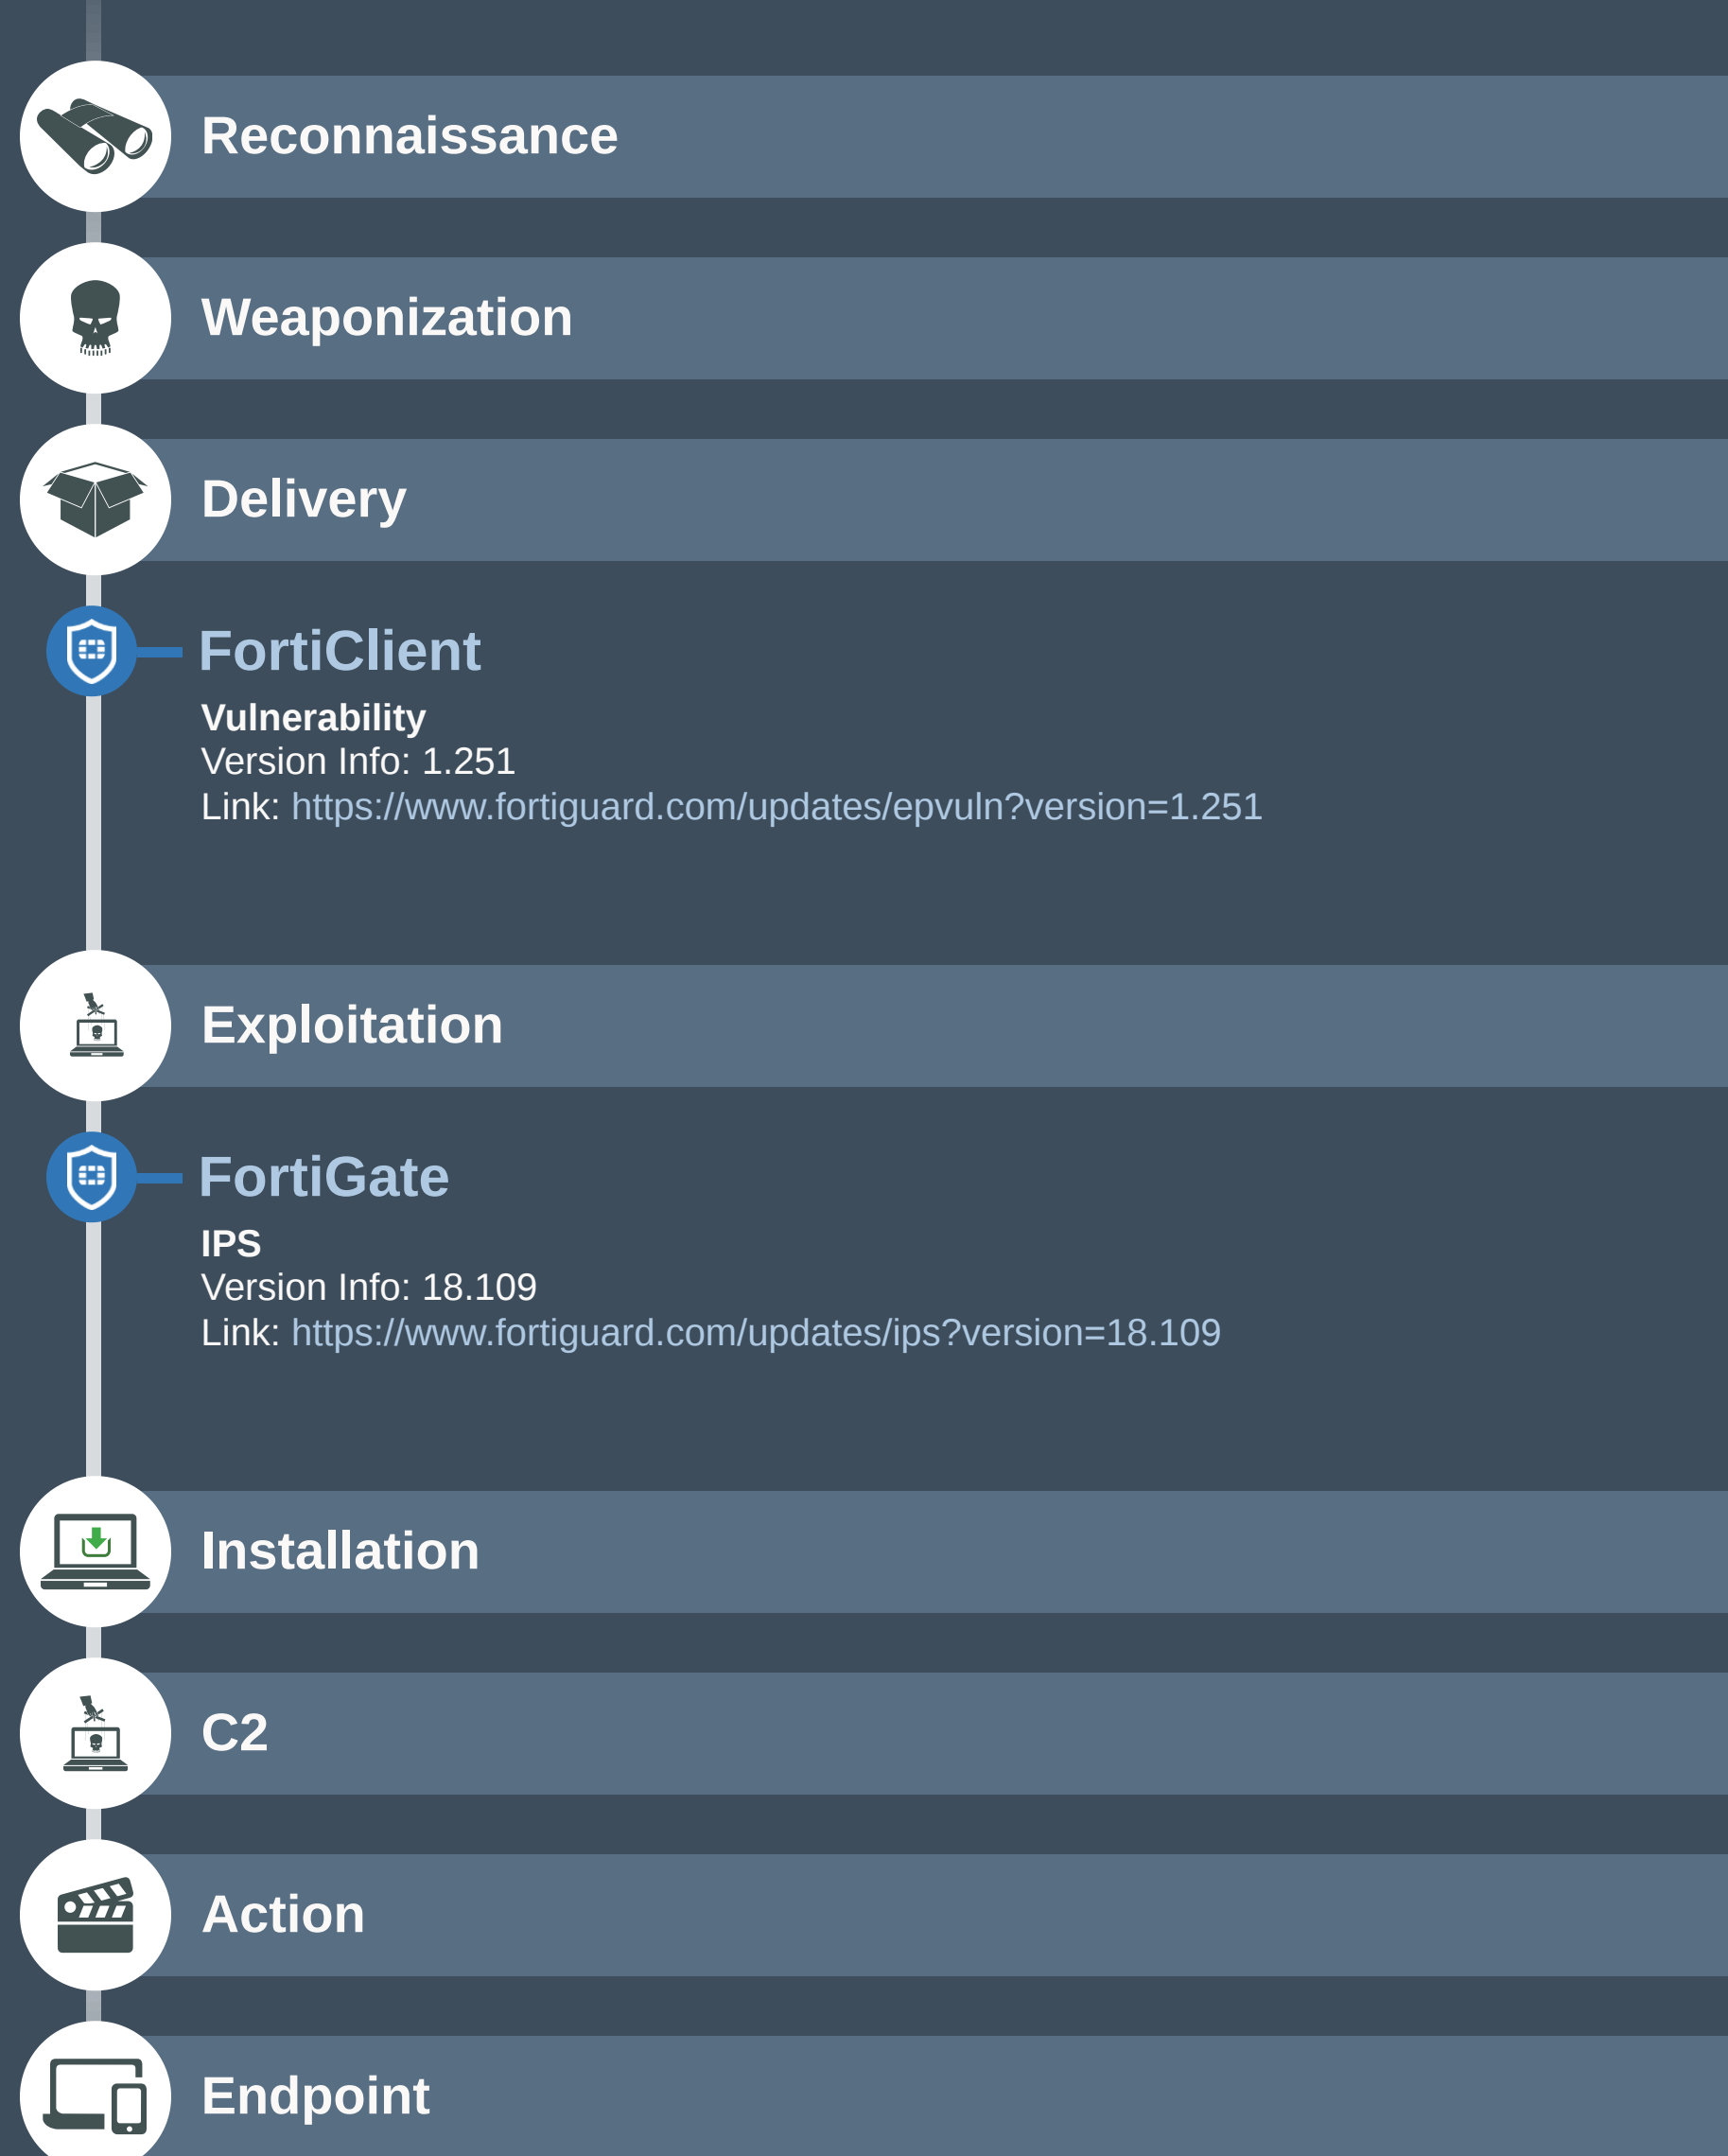 Reconnaissance
Weaponization
Delivery
FortiClient
Vulnerability
Version Info: 1.251
Link: https://www.fortiguard.com/updates/epvuln?version=1.251
Exploitation
FortiGate
IPS
Version Info: 18.109
Link: https://www.fortiguard.com/updates/ips?version=18.109
Installation
C2
Action
Endpoint